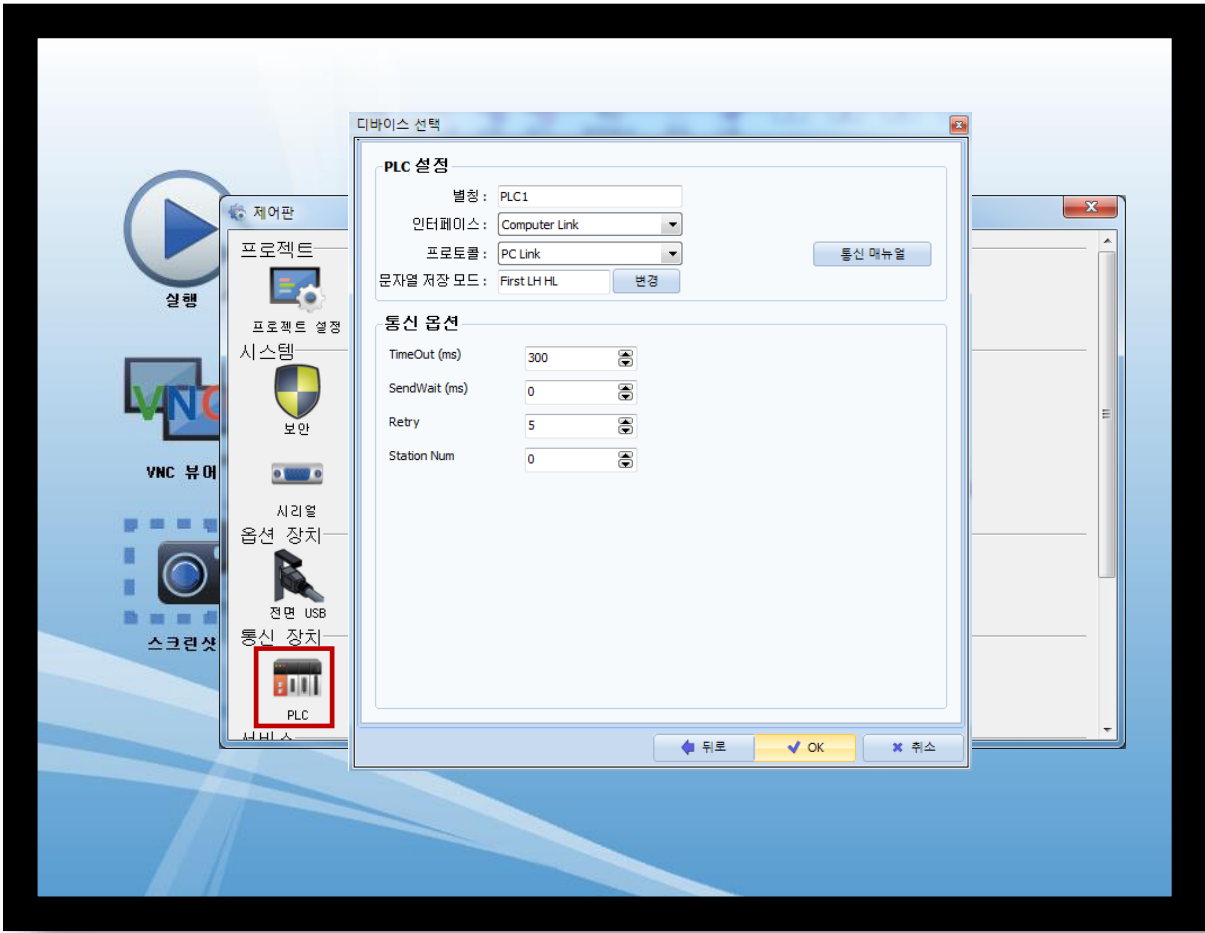 디바이스 선택
PLC 설정
별칭 : PLC1
인터페이스 : Computer Link
프로토콜 : PC Link
통신 매뉴얼
문자열 저장 모드 : First LH HL 변경
통신 옵션
TimeOut (ms) 300
SendWait (ms) 0
Retry 5
Station Num 0
뒤로 OK 취소
제어판
프로젝트
프로젝트 설정
시스템
보안
시리얼
옵션 장치
전면 USB
통신 장치
PLC
서비스
실행
VNC
VNC 뷰어
스크린샷